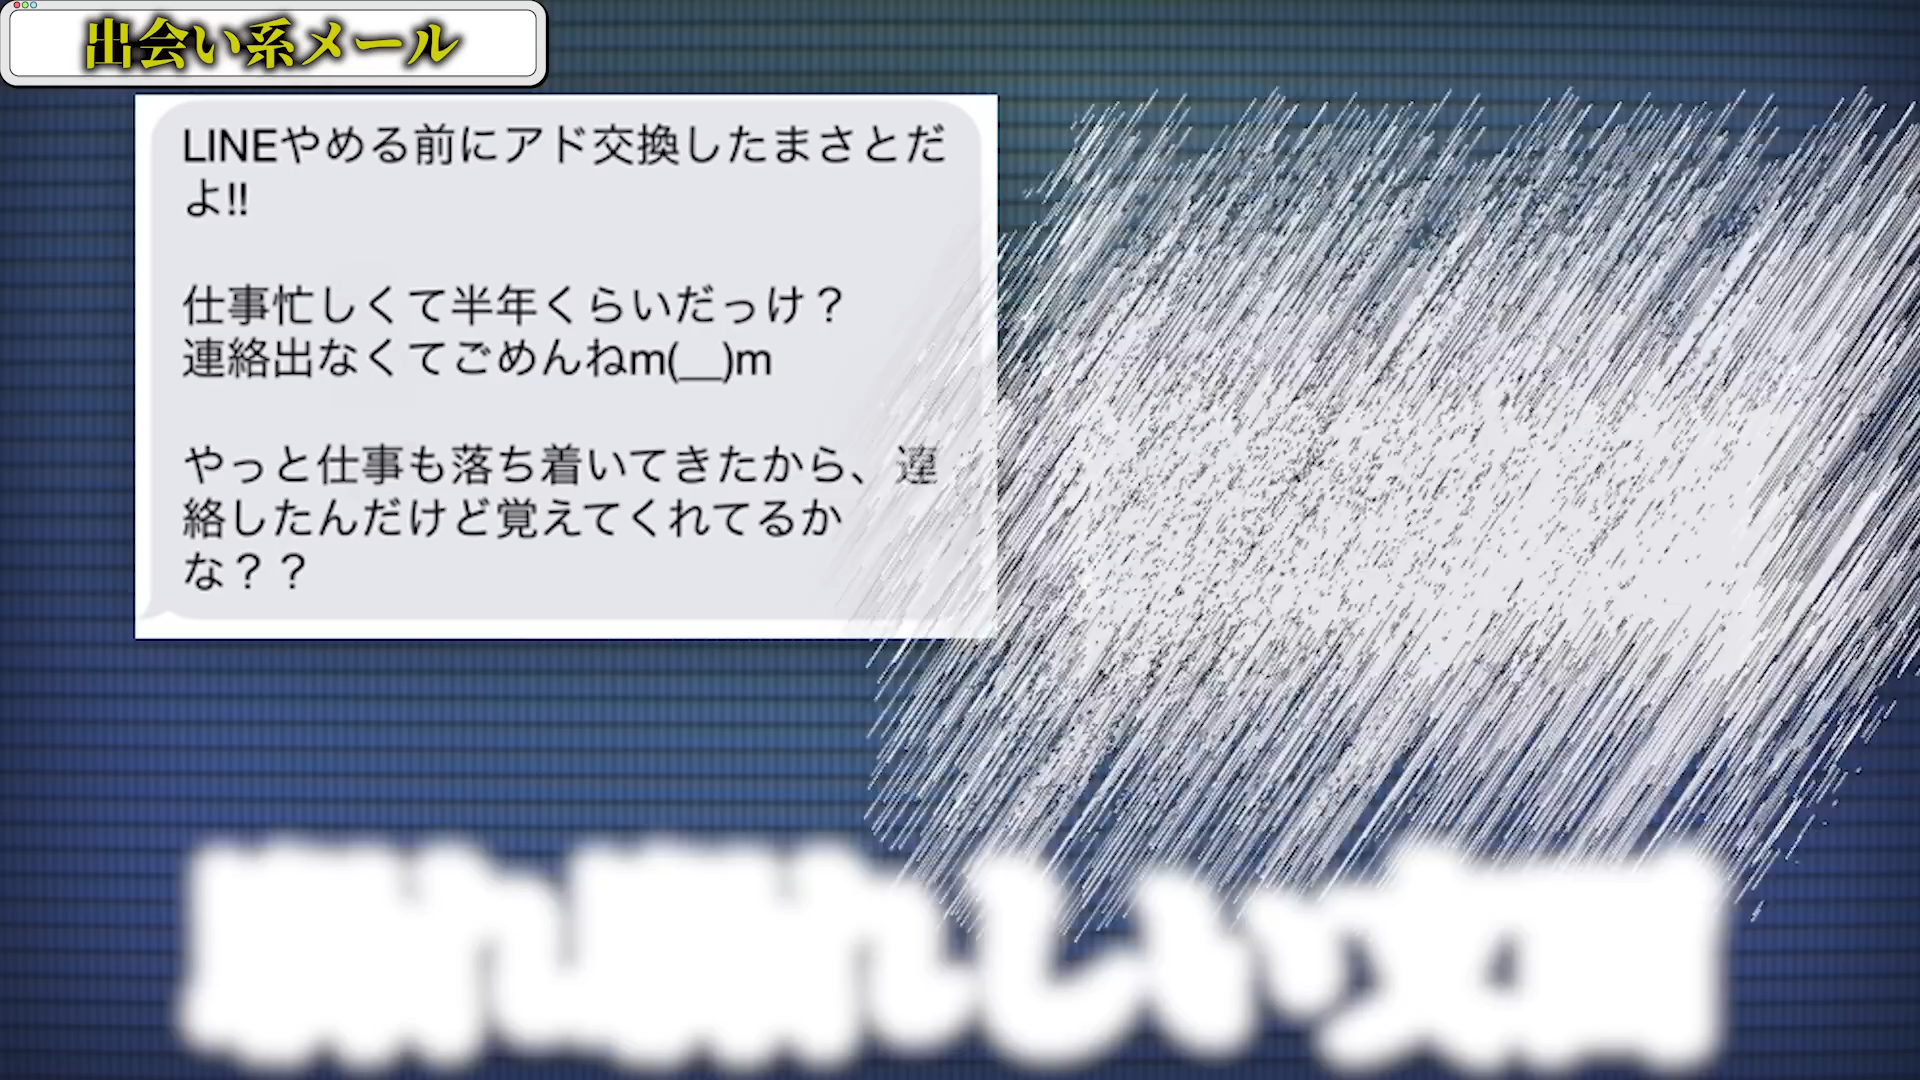 出会い系メール
LINEやめる前にアド交換したまさとだ
よ!!
仕事忙しくて半年くらいだっけ？
連絡出なくてごめんねm(__)m
やっと仕事も落ち着いてきたから、連
絡したんだけど覚えてくれてるか
な？？